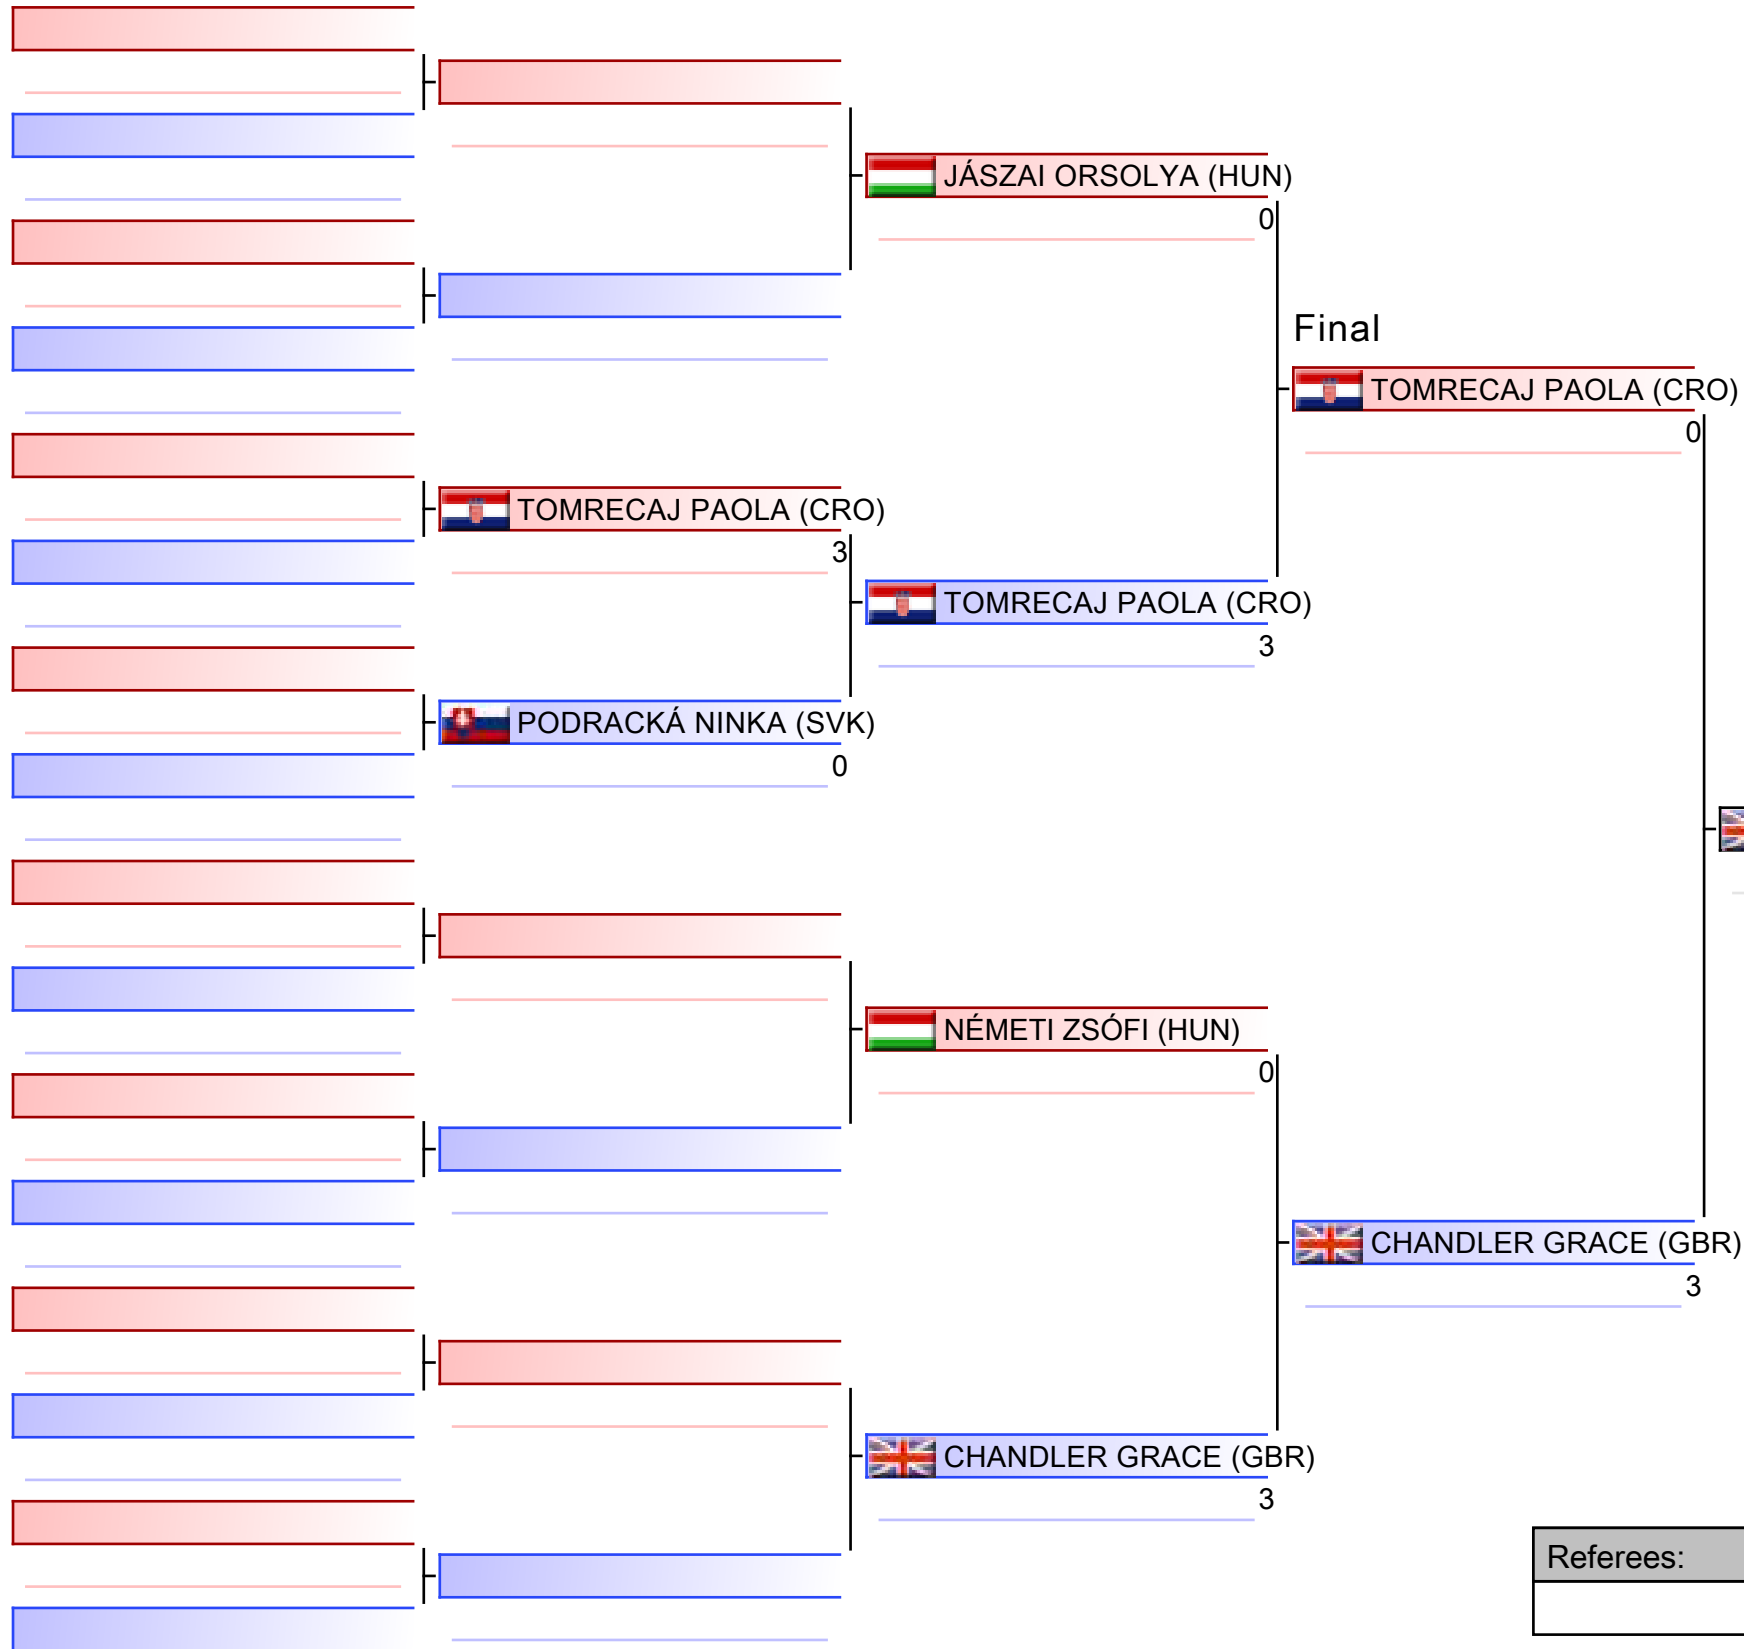 JÁSZAI ORSOLYA (HUN)
0
Final
TOMRECAJ PAOLA (CRO)
0
TOMRECAJ PAOLA (CRO)
3
TOMRECAJ PAOLA (CRO)
3
PODRACKÁ NINKA (SVK)
0
NÉMETI ZSÓFI (HUN)
0
CHANDLER GRACE (GBR)
3
CHANDLER GRACE (GBR)
3
Referees: